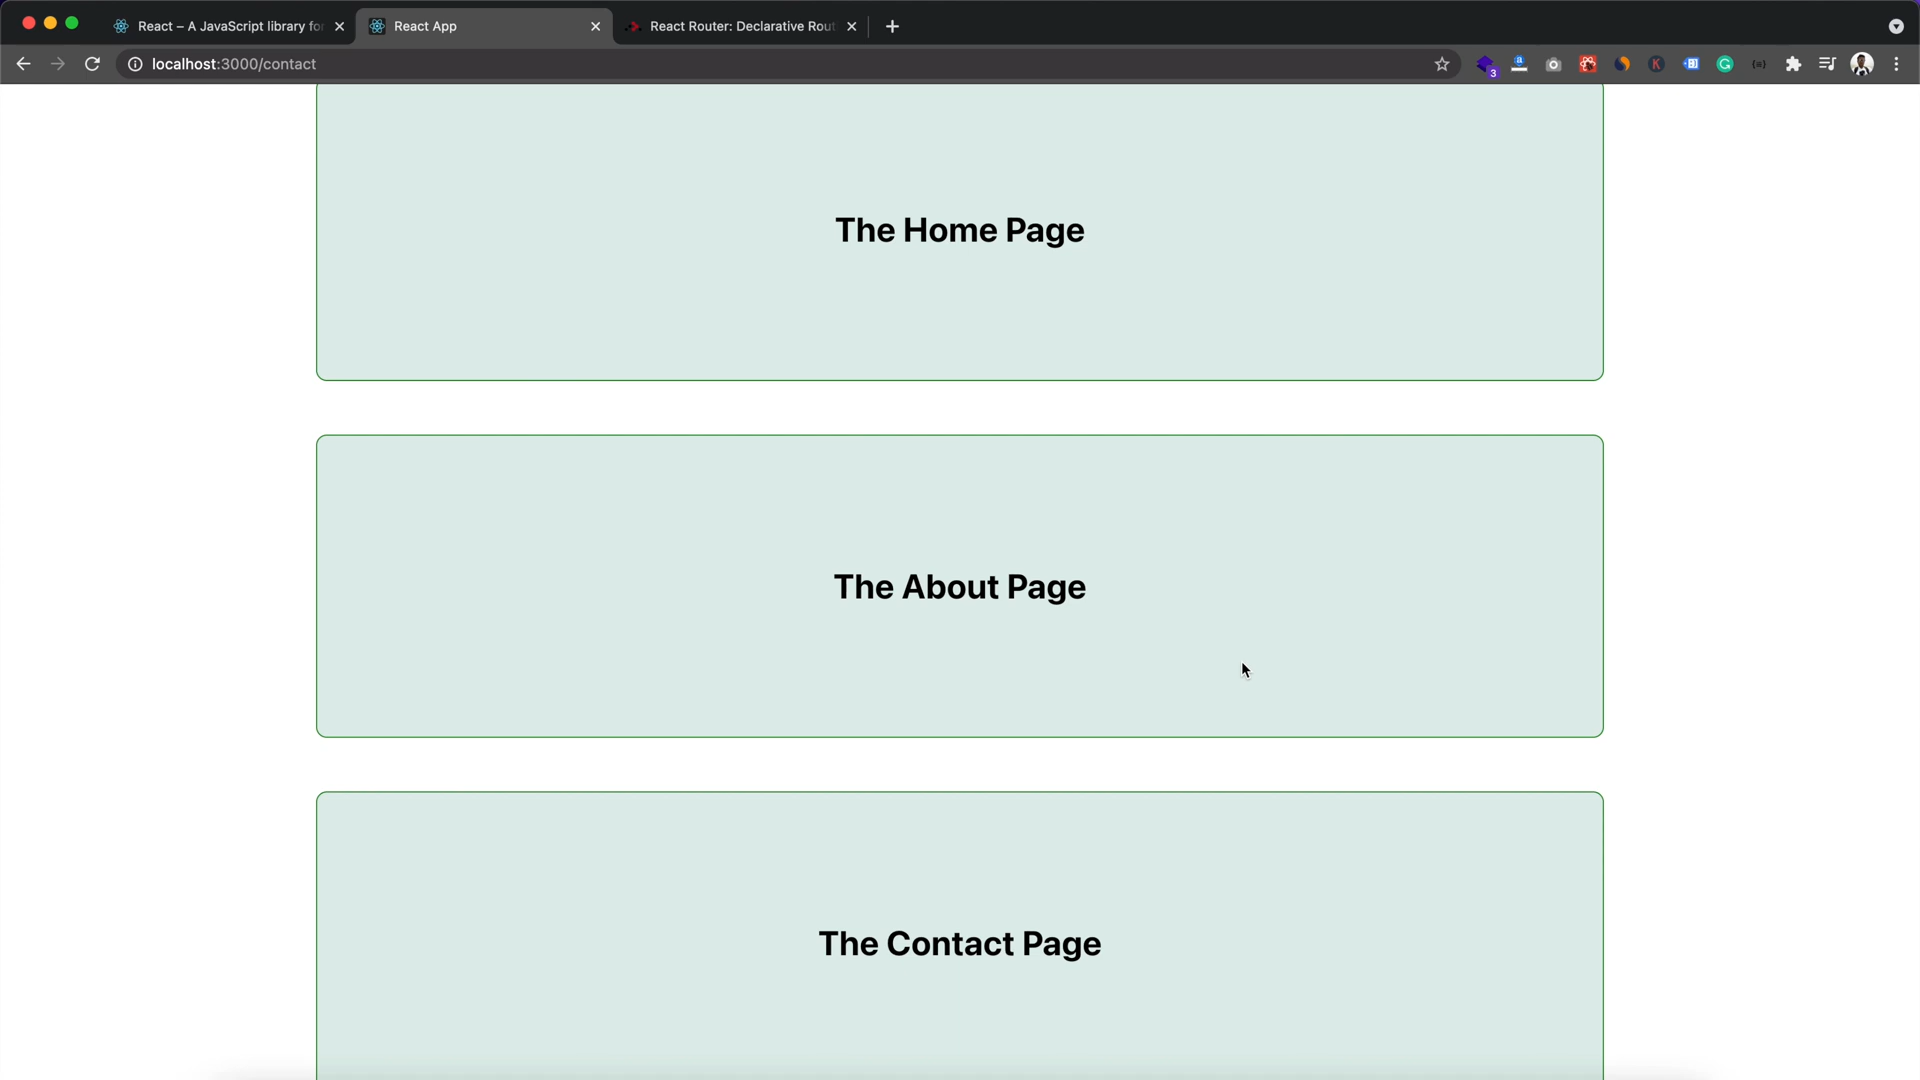 React – A JavaScript library for
React App
React Router: Declarative Rout
localhost:3000/contact
3
The Home Page
The About Page
The Contact Page